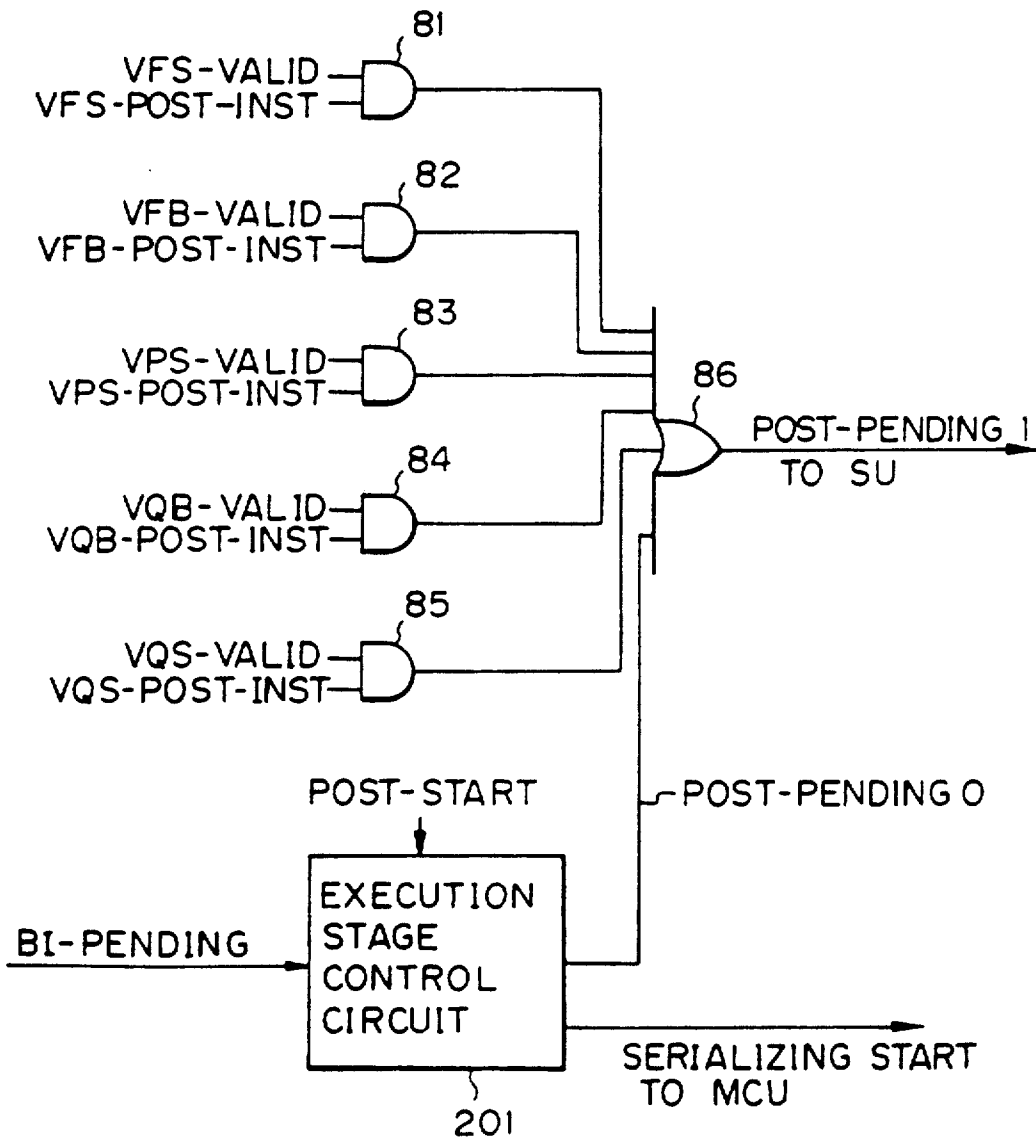 81
VFS-VALID
VFS-POST-INST
82
VFB-VALID
VFB-POST-INST
83
VPS-VALID
VPS-POST-INST
86
POST-PENDING 1
TO SU
84
VQB-VALID
VQB-POST-INST
85
VQS-VALID
VQS-POST-INST
POST-START
POST-PENDING 0
EXECUTION
STAGE
CONTROL
CIRCUIT
BI-PENDING
SERIALIZING START
TO MCU
201